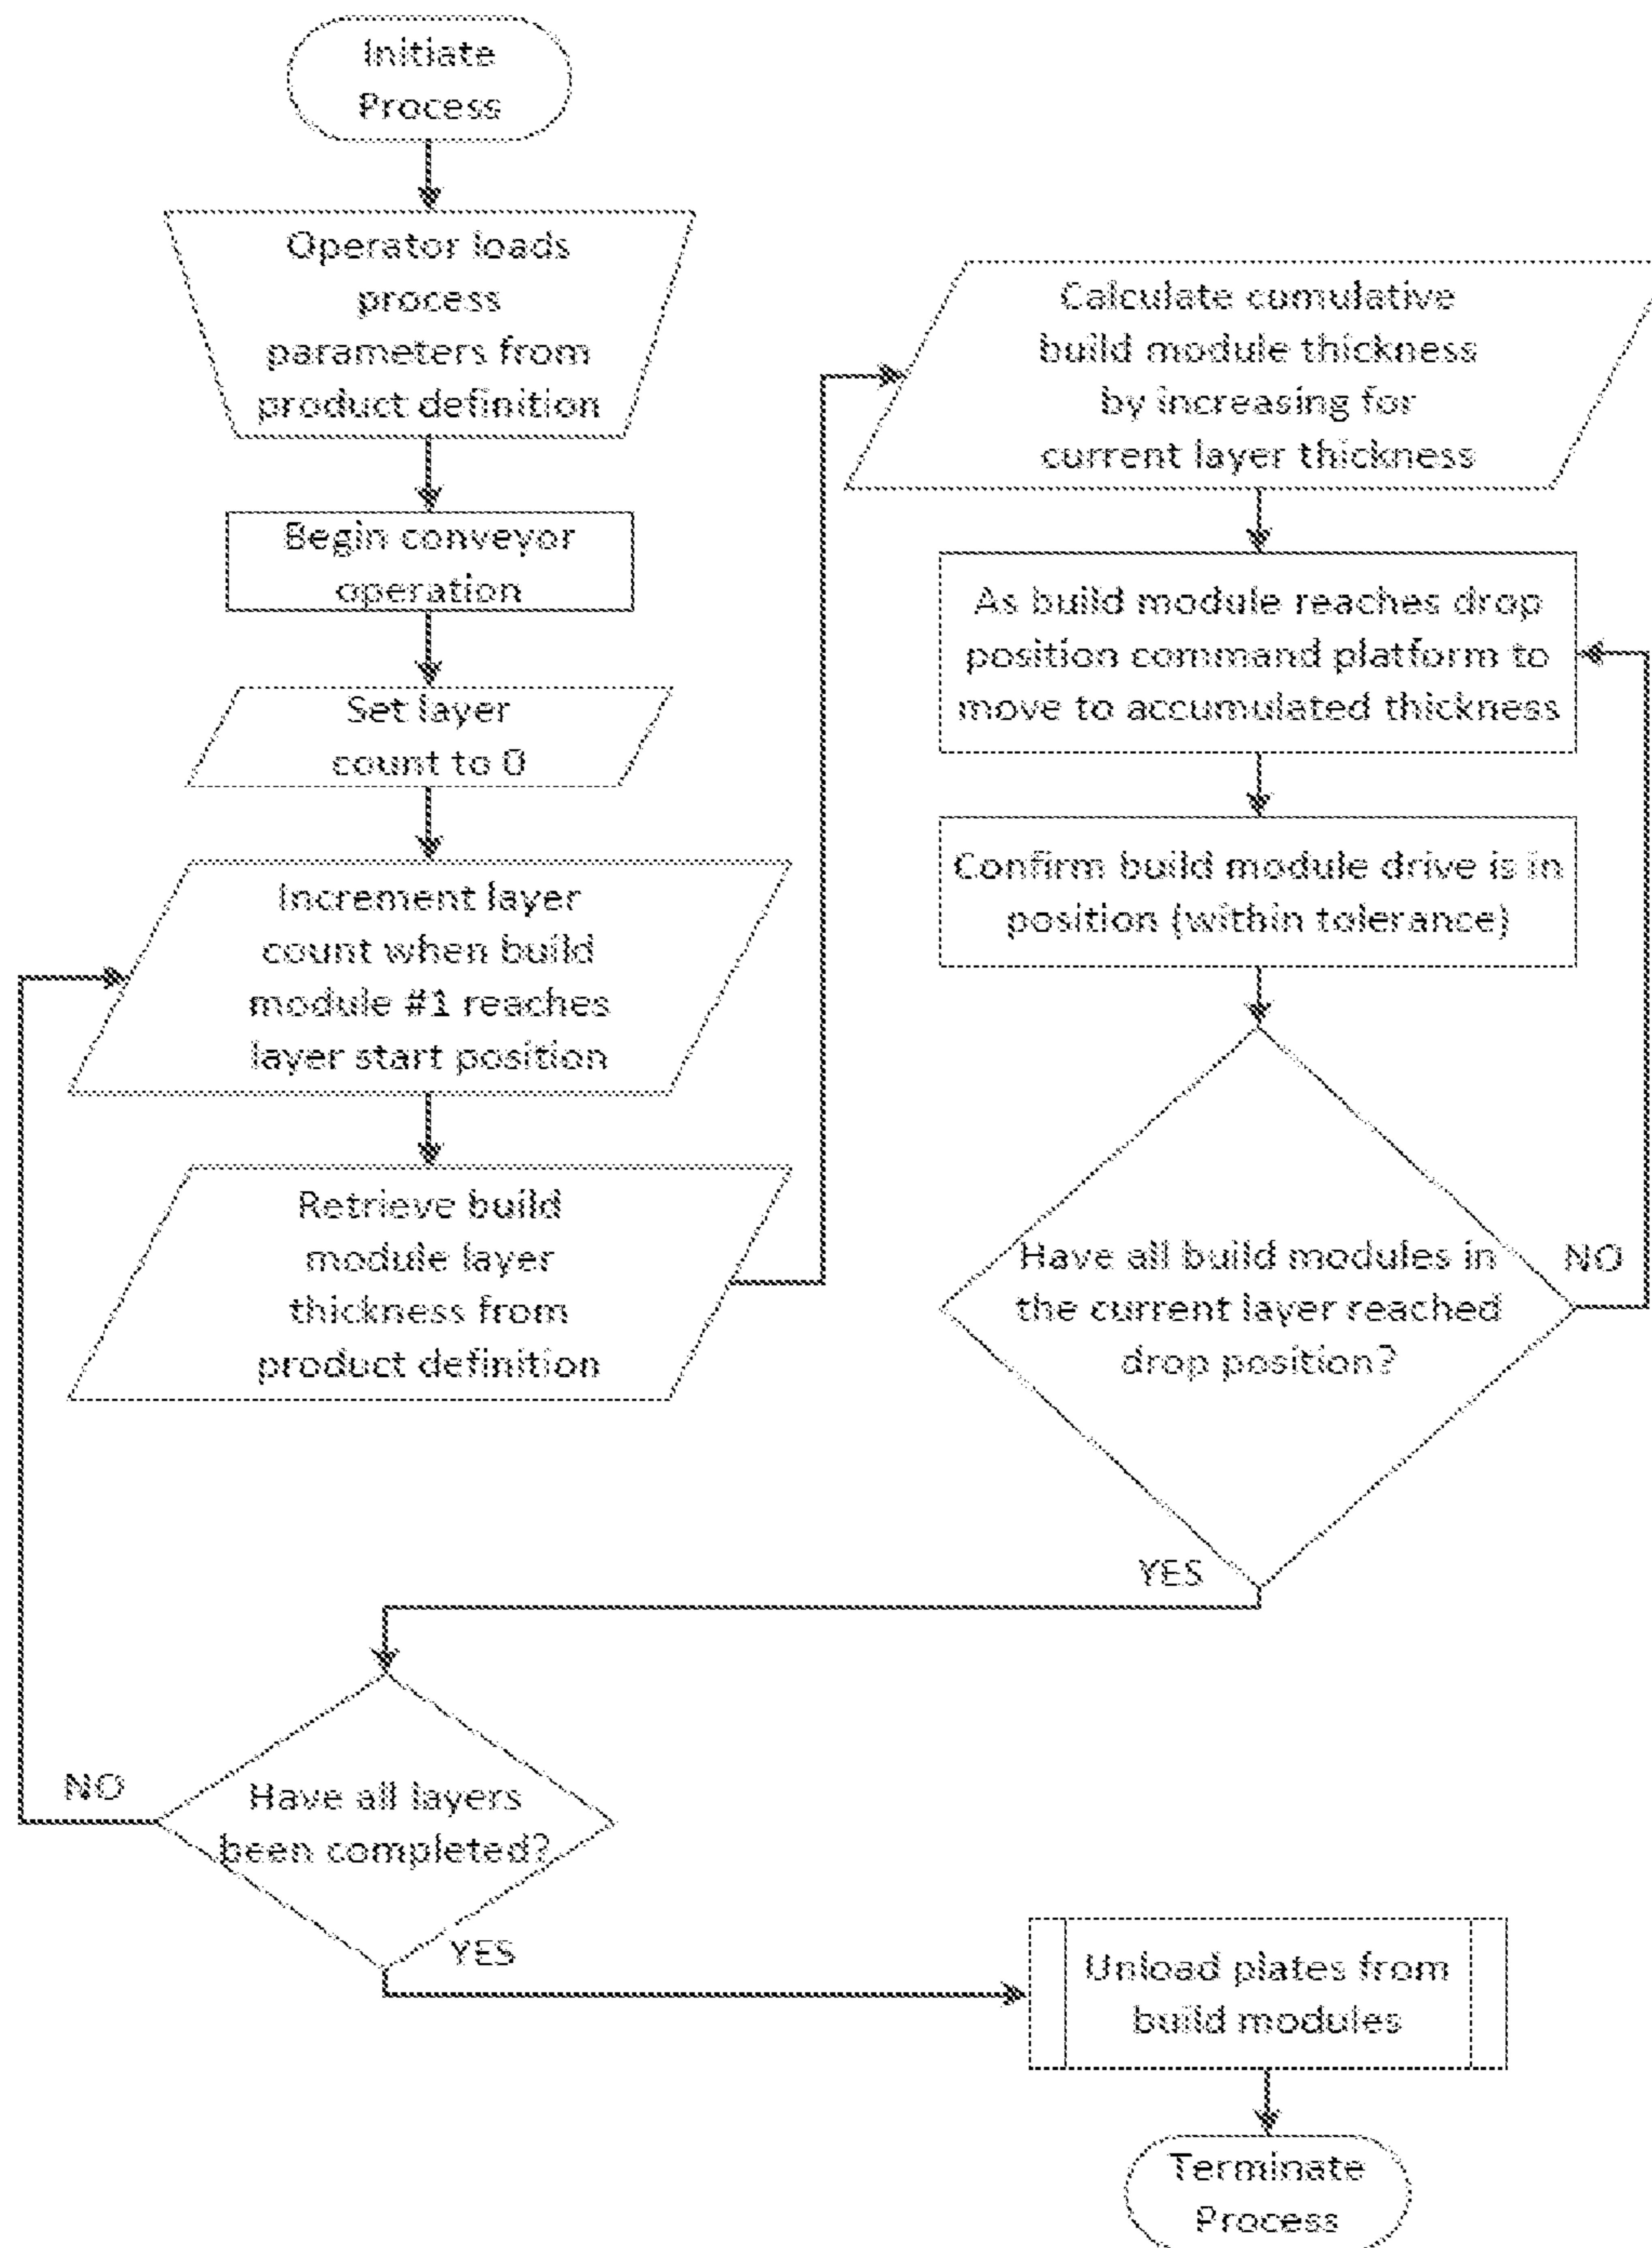 Initiate
Process
Operator loads
process
parameters from
product definition
Begin conveyor
operation
Set layer
count to 0
Increment layer
count when build
module #1 reaches
layer start position
Retrieve build
module layer
thickness from
product definition
Calculate cumulative
build module thickness
by increasing for
current layer thickness
As build module reaches drop
position command platform to
move to accumulated thickness
Confirm build module drive is in
position (within tolerance)
Have all build modules in
the current layer reached
drop position?
NO
YES
Have all layers
been completed?
NO
YES
Unload plates from
build modules
Terminate
Process